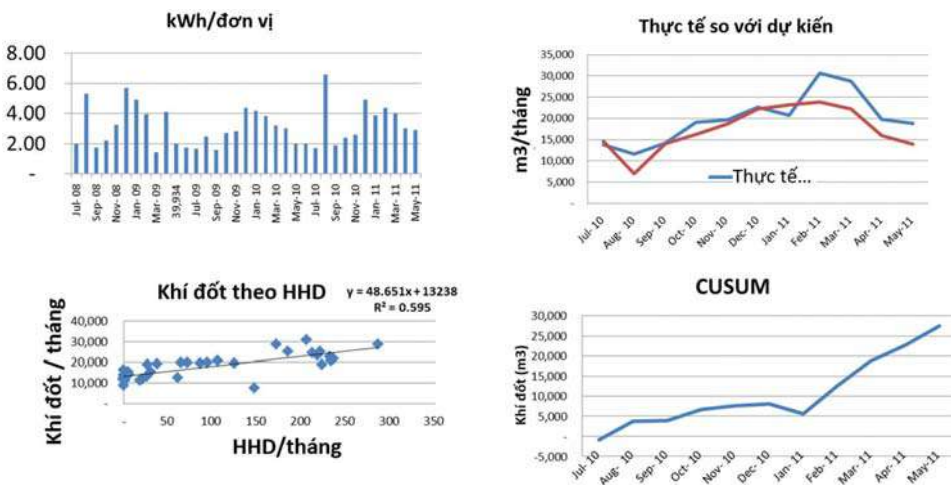 kWh/đơn vị
8.00
6.00
4.00
2.00
-
Jul- 08
Sep- 08
Nov- 08
Jan- 09
Mar- 09
39,934
Jul- 09
Sep- 09
Nov- 09
Jan- 10
Mar- 10
May-10
Jul- 10
Sep- 10
Nov- 10
Jan- 11
Mar- 11
May-11
Thực tế so với dự kiến
m3/tháng
35,000
30,000
25,000
20,000
15,000
10,000
5,000
-
Thực tế...
Jul- 10
Aug- 10
Sep- 10
Oct- 10
Nov- 10
Dec- 10
Jan- 11
Feb- 11
Mar- 11
Apr- 11
May-11
Khí đốt theo HHD
y = 48.651x + 13238
R² = 0.595
Khí đốt / tháng
40,000
30,000
20,000
10,000
-
- 50 100 150 200 250 300 350
HHD/tháng
CUSUM
Khí đốt (m3)
30,000
25,000
20,000
15,000
10,000
5,000
-
-5,000
Jul- 10
Aug- 10
Sep- 10
Oct- 10
Nov- 10
Dec- 10
Jan- 11
Feb- 11
Mar- 11
Apr- 11
May- 11